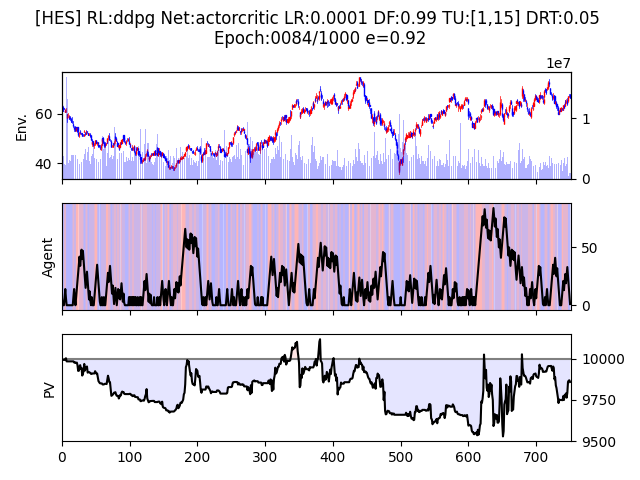 [HES] RL:ddpg Net:actorcritic LR:0.0001 DF:0.99 TU:[1,15] DRT:0.05
Epoch:0084/1000 e=0.92
1e7
Env.
60
40
1
0
Agent
50
0
PV
10000
9750
9500
0 100 200 300 400 500 600 700